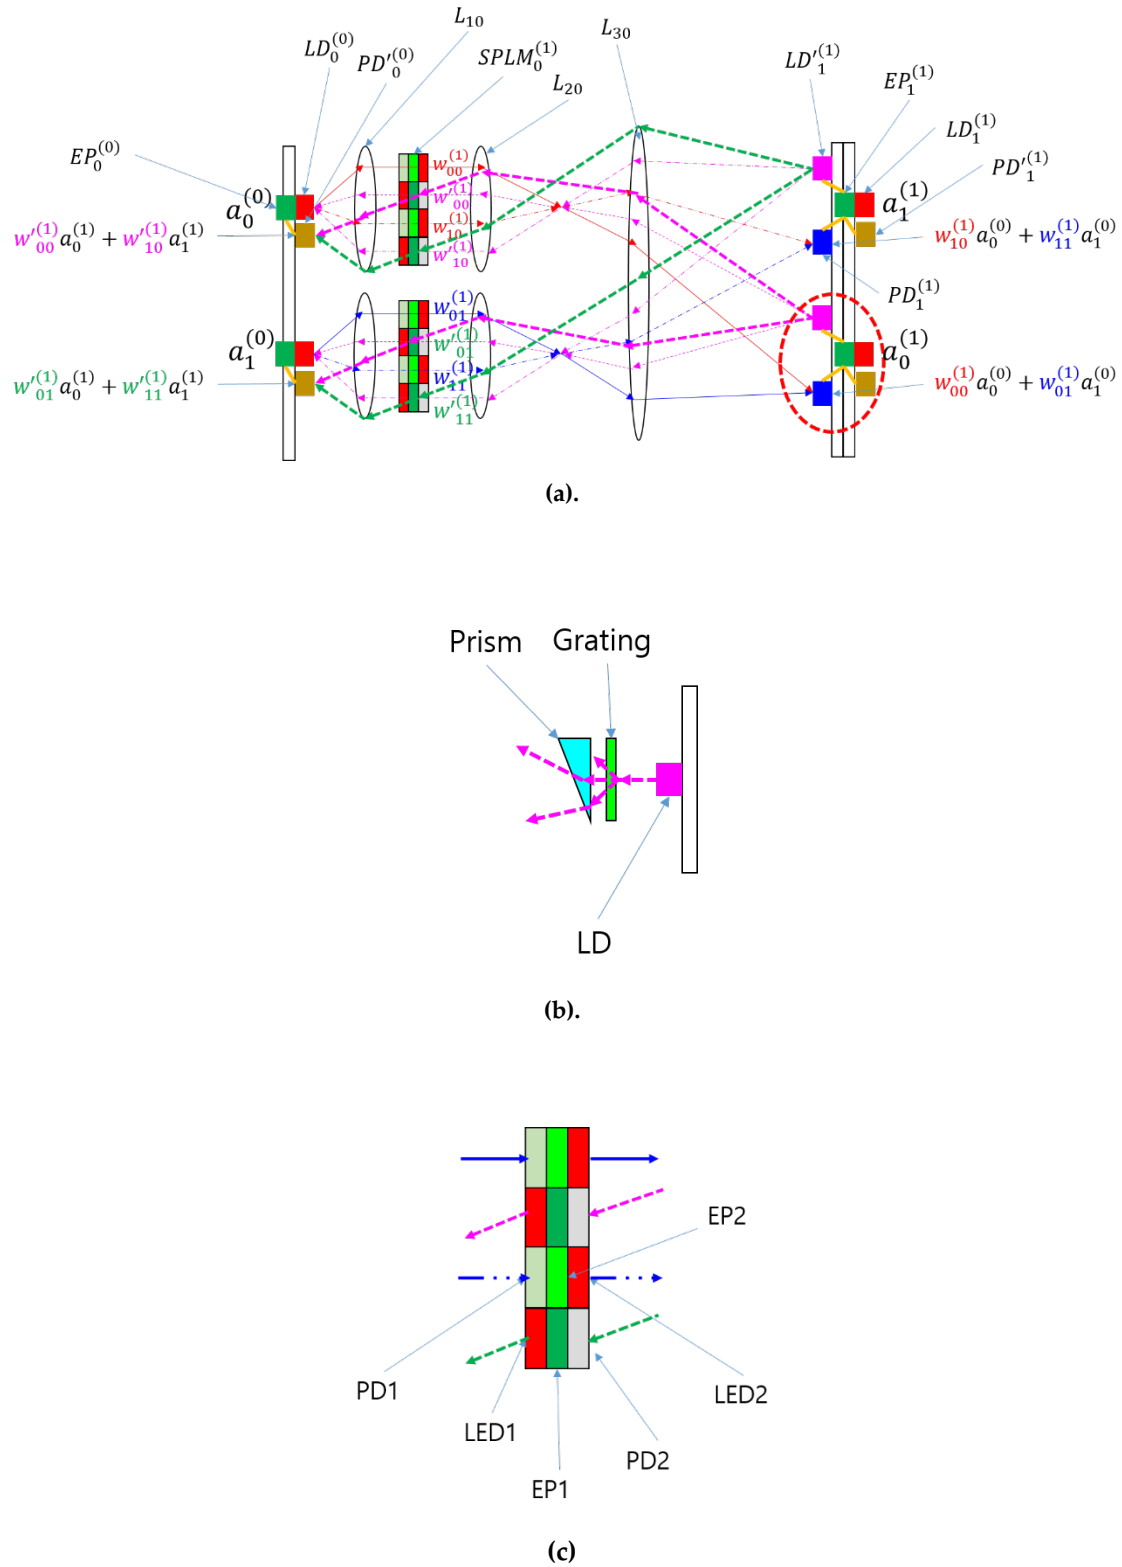 L₁₀
LD₀⁽⁰⁾
PD'₀⁽⁰⁾
SPLM₀⁽¹⁾
L₂₀
L₃₀
LD'₁⁽¹⁾
EP₁⁽¹⁾
LD₁⁽¹⁾
PD'₁⁽¹⁾
EP₀⁽⁰⁾
a₀⁽⁰⁾
w₀₀⁽¹⁾
w'₀₀⁽¹⁾
w₁₀⁽¹⁾
w'₁₀⁽¹⁾
a₁⁽¹⁾
w'₀₀⁽¹⁾a₀⁽¹⁾ + w'₁₀⁽¹⁾a₁⁽¹⁾
w₁₀⁽¹⁾a₀⁽⁰⁾ + w₁₁⁽¹⁾a₁⁽⁰⁾
PD₁⁽¹⁾
a₁⁽⁰⁾
w₀₁⁽¹⁾
w'₀₁⁽¹⁾
w₁₁⁽¹⁾
w'₁₁⁽¹⁾
a₀⁽¹⁾
w'₀₁⁽¹⁾a₀⁽¹⁾ + w'₁₁⁽¹⁾a₁⁽¹⁾
w₀₀⁽¹⁾a₀⁽⁰⁾ + w₀₁⁽¹⁾a₁⁽⁰⁾
(a).
Prism
Grating
LD
(b).
EP2
PD1
LED2
LED1
PD2
EP1
(c)